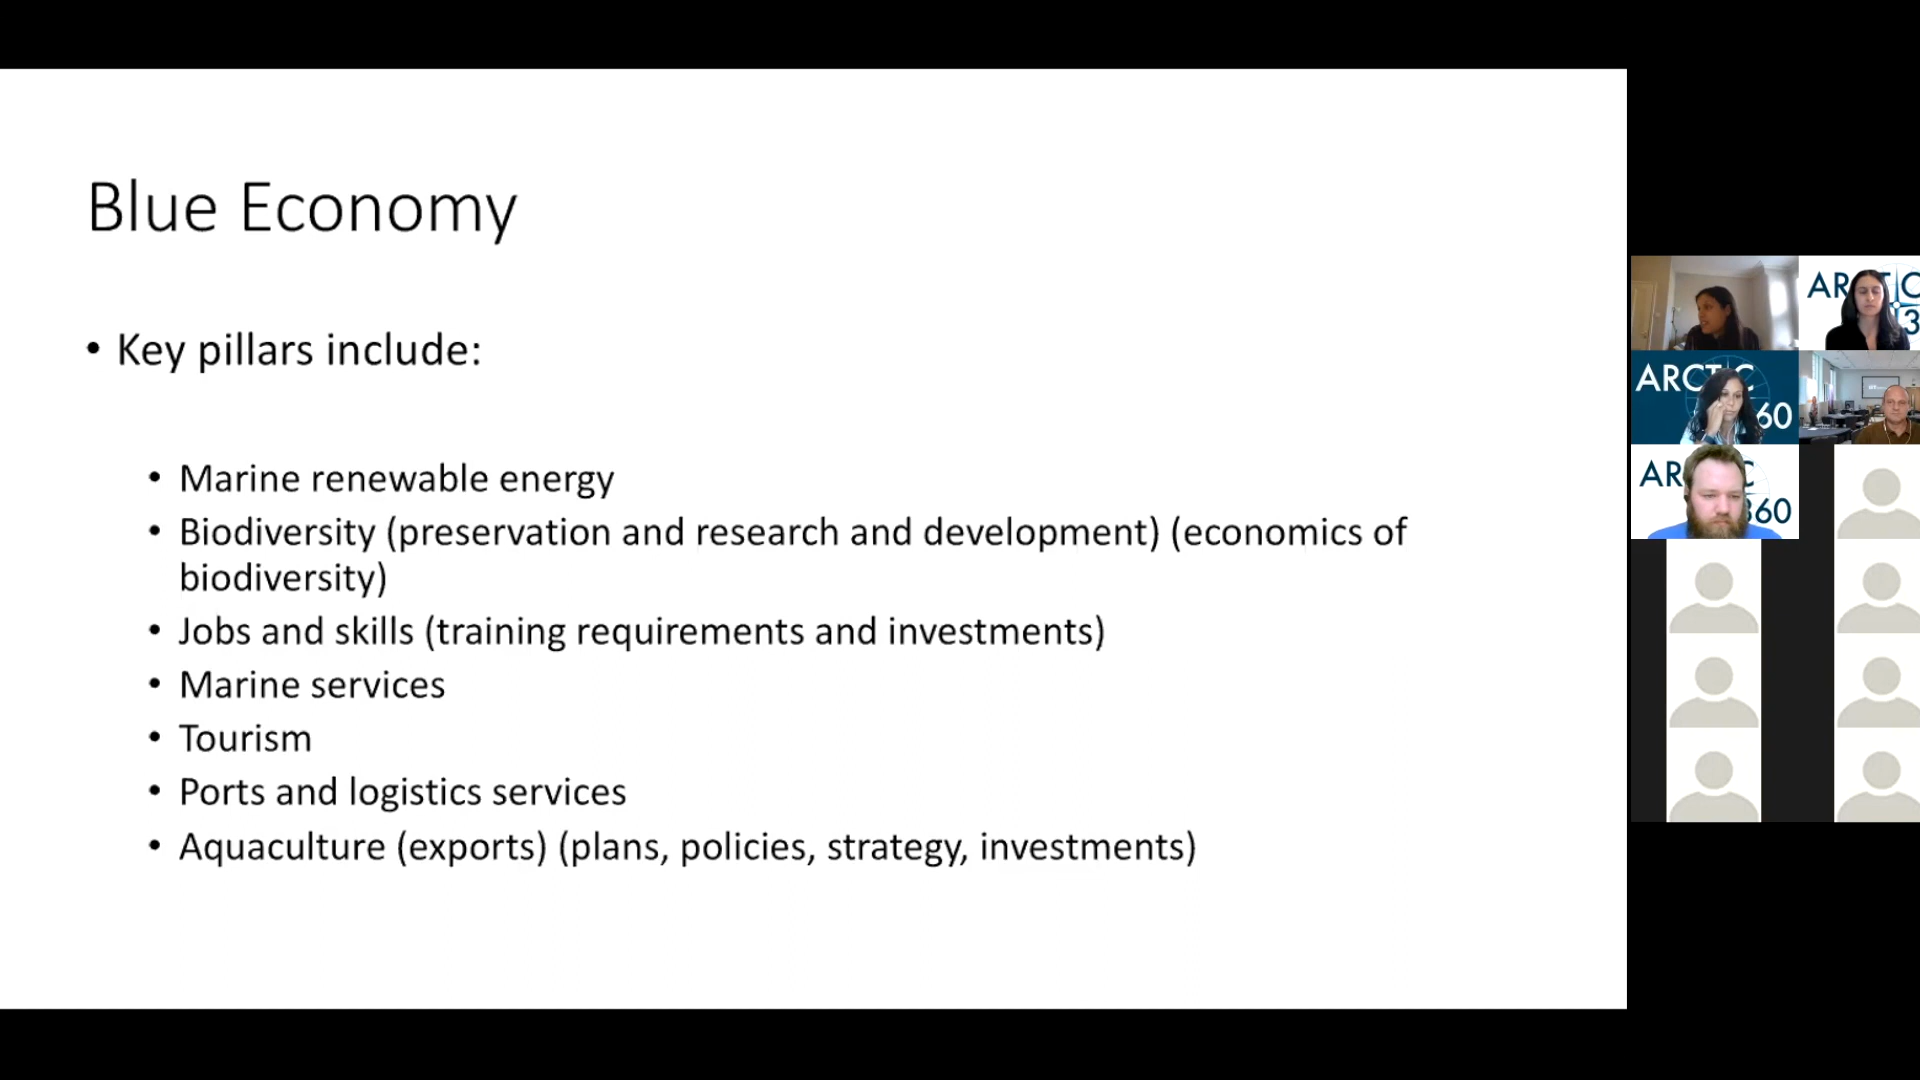 Blue Economy
• Key pillars include:
• Marine renewable energy
• Biodiversity (preservation and research and development) (economics of
biodiversity)
• Jobs and skills (training requirements and investments)
• Marine services
• Tourism
• Ports and logistics services
• Aquaculture (exports) (plans, policies, strategy, investments)
ARCTIC
3
ARCTIC
60
AR C
360